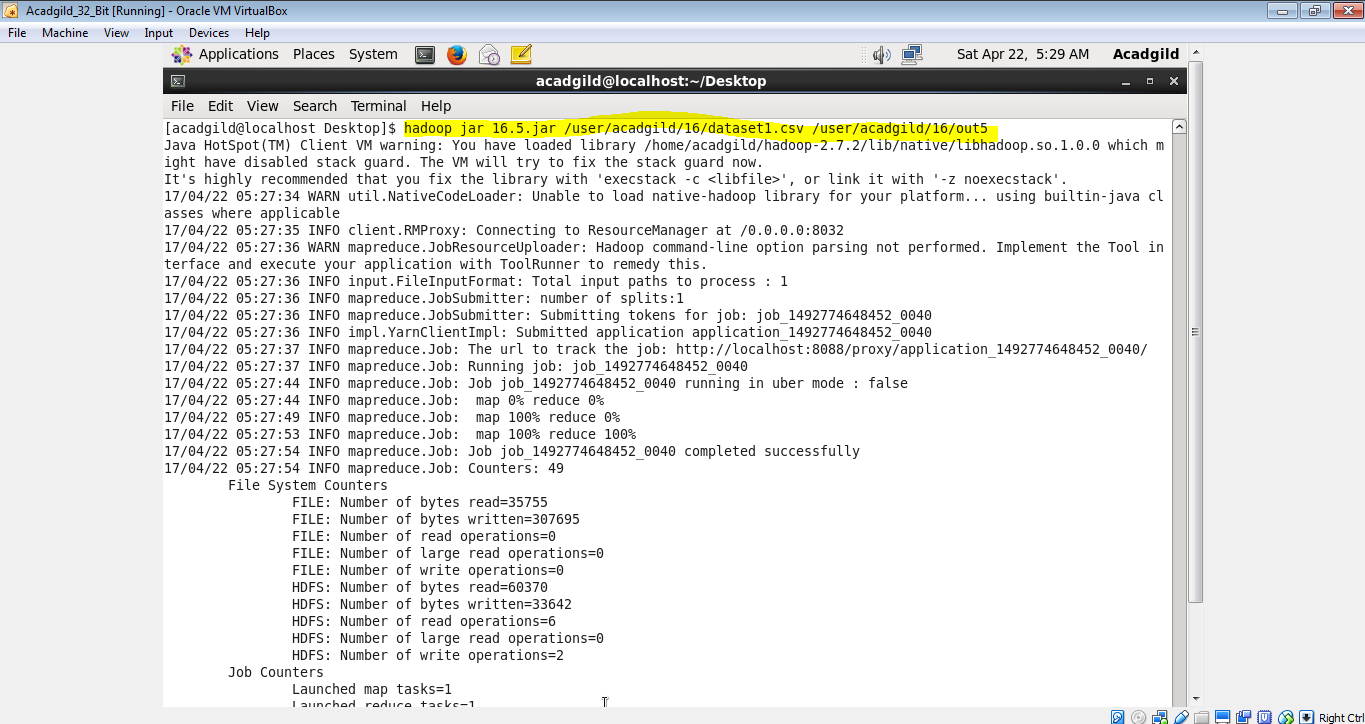 Acadgild_32_Bit [Running] - Oracle VM VirtualBox
File Machine View Input Devices Help
Applications Places System Sat Apr 22, 5:29 AM Acadgild
acadgild@localhost:~/Desktop
File Edit View Search Terminal Help
[acadgild@localhost Desktop]$ hadoop jar 16.5.jar /user/acadgild/16/dataset1.csv /user/acadgild/16/out5
Java HotSpot(TM) Client VM warning: You have loaded library /home/acadgild/hadoop-2.7.2/lib/native/libhadoop.so.1.0.0 which m
ight have disabled stack guard. The VM will try to fix the stack guard now.
It's highly recommended that you fix the library with 'execstack -c <libfile>', or link it with '-z noexecstack'.
17/04/22 05:27:34 WARN util.NativeCodeLoader: Unable to load native-hadoop library for your platform... using builtin-java cl
asses where applicable
17/04/22 05:27:35 INFO client.RMProxy: Connecting to ResourceManager at /0.0.0.0:8032
17/04/22 05:27:36 WARN mapreduce.JobResourceUploader: Hadoop command-line option parsing not performed. Implement the Tool in
terface and execute your application with ToolRunner to remedy this.
17/04/22 05:27:36 INFO input.FileInputFormat: Total input paths to process : 1
17/04/22 05:27:36 INFO mapreduce.JobSubmitter: number of splits:1
17/04/22 05:27:36 INFO mapreduce.JobSubmitter: Submitting tokens for job: job_1492774648452_0040
17/04/22 05:27:36 INFO impl.YarnClientImpl: Submitted application application_1492774648452_0040
17/04/22 05:27:37 INFO mapreduce.Job: The url to track the job: http://localhost:8088/proxy/application_1492774648452_0040/
17/04/22 05:27:37 INFO mapreduce.Job: Running job: job_1492774648452_0040
17/04/22 05:27:44 INFO mapreduce.Job: Job job_1492774648452_0040 running in uber mode : false
17/04/22 05:27:44 INFO mapreduce.Job:  map 0% reduce 0%
17/04/22 05:27:49 INFO mapreduce.Job:  map 100% reduce 0%
17/04/22 05:27:53 INFO mapreduce.Job:  map 100% reduce 100%
17/04/22 05:27:54 INFO mapreduce.Job: Job job_1492774648452_0040 completed successfully
17/04/22 05:27:54 INFO mapreduce.Job: Counters: 49
File System Counters
FILE: Number of bytes read=35755
FILE: Number of bytes written=307695
FILE: Number of read operations=0
FILE: Number of large read operations=0
FILE: Number of write operations=0
HDFS: Number of bytes read=60370
HDFS: Number of bytes written=33642
HDFS: Number of read operations=6
HDFS: Number of large read operations=0
HDFS: Number of write operations=2
Job Counters
Launched map tasks=1
Launched reduce tasks=1
Right Ctrl